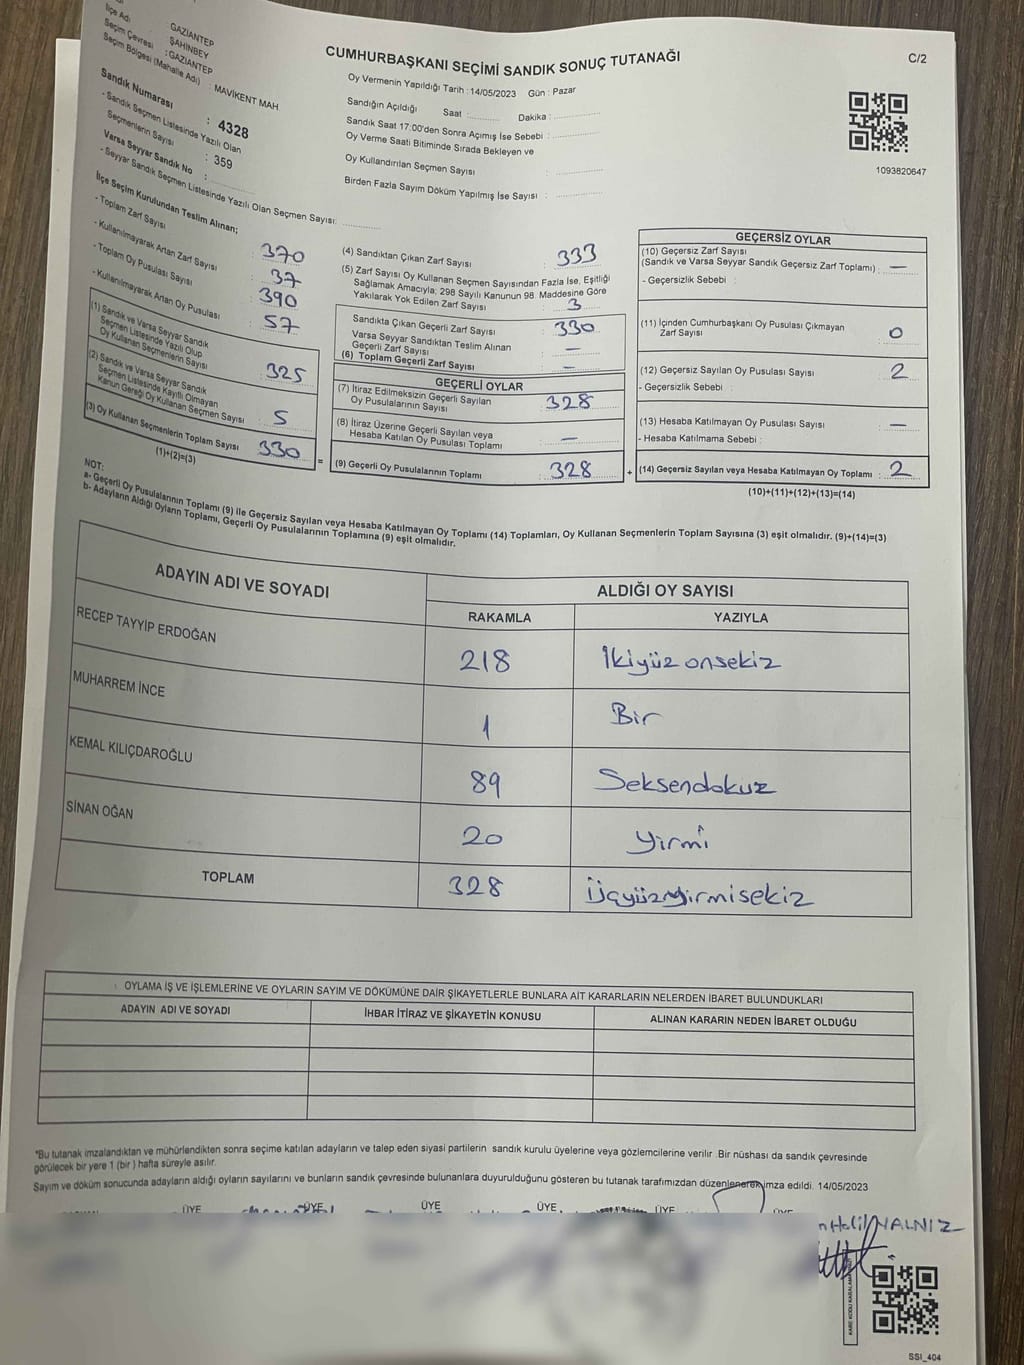 İlçe Adı
Seçim Çevresi
Seçim Bölgesi (Mahalle Adı)
GAZİANTEP
ŞAHİNBEY
: GAZİANTEP
: MAVİKENT MAH
Sandık Numarası : 4328
- Sandık Seçmen Listesinde Yazılı Olan
Seçmenlerin Sayısı : 359
Varsa Seyyar Sandık No :
- Seyyar Sandık Seçmen Listesinde Yazılı Olan Seçmen Sayısı:
CUMHURBAŞKANI SEÇİMİ SANDIK SONUÇ TUTANAĞI
Oy Vermenin Yapıldığı Tarih : 14/05/2023 Gün : Pazar
Sandığın Açıldığı Saat : Dakika :
Sandık Saat 17:00'den Sonra Açımış İse Sebebi :
Oy Verme Saati Bitiminde Sırada Bekleyen ve
Oy Kullandırılan Seçmen Sayısı :
Birden Fazla Sayım Döküm Yapılmış İse Sayısı :
C/2
1093820647
İlçe Seçim Kurulundan Teslim Alınan;
- Toplam Zarf Sayısı : 370
- Kullanılmayarak Artan Zarf Sayısı : 37
- Toplam Oy Pusulası Sayısı : 390
- Kullanılmayarak Artan Oy Pusulası : 57
(1) Sandık ve Varsa Seyyar Sandık
Seçmen Listesinde Yazılı Olup
Oy Kullanan Seçmenlerin Sayısı : 325
(2) Sandık ve Varsa Seyyar Sandık
Seçmen Listesinde Kayıtlı Olmayan
Kanun Gereği Oy Kullanan Seçmen Sayısı : 5
(3) Oy Kullanan Seçmenlerin Toplam Sayısı : 330
(1)+(2)=(3)
(4) Sandıktan Çıkan Zarf Sayısı : 333
(5) Zarf Sayısı Oy Kullanan Seçmen Sayısından Fazla İse, Eşitliği
Sağlamak Amacıyla; 298 Sayılı Kanunun 98. Maddesine Göre
Yakılarak Yok Edilen Zarf Sayısı : 3
Sandıkta Çıkan Geçerli Zarf Sayısı : 330
Varsa Seyyar Sandıktan Teslim Alınan
Geçerli Zarf Sayısı : —
(6) Toplam Geçerli Zarf Sayısı : —
GEÇERLİ OYLAR
(7) İtiraz Edilmeksizin Geçerli Sayılan
Oy Pusulalarının Sayısı : 328
(8) İtiraz Üzerine Geçerli Sayılan veya
Hesaba Katılan Oy Pusulası Toplamı : —
= (9) Geçerli Oy Pusulalarının Toplamı : 328
GEÇERSİZ OYLAR
(10) Geçersiz Zarf Sayısı
(Sandık ve Varsa Seyyar Sandık Geçersiz Zarf Toplamı) : —
- Geçersizlik Sebebi :
(11) İçinden Cumhurbaşkanı Oy Pusulası Çıkmayan
Zarf Sayısı : 0
(12) Geçersiz Sayılan Oy Pusulası Sayısı : 2
- Geçersizlik Sebebi :
(13) Hesaba Katılmayan Oy Pusulası Sayısı : —
- Hesaba Katılmama Sebebi :
+ (14) Geçersiz Sayılan veya Hesaba Katılmayan Oy Toplamı : 2
(10)+(11)+(12)+(13)=(14)
NOT:
a- Geçerli Oy Pusulalarının Toplamı (9) ile Geçersiz Sayılan veya Hesaba Katılmayan Oy Toplamı (14) Toplamları, Oy Kullanan Seçmenlerin Toplam Sayısına (3) eşit olmalıdır. (9)+(14)=(3)
b- Adayların Aldığı Oyların Toplamı, Geçerli Oy Pusulalarının Toplamına (9) eşit olmalıdır.
ADAYIN ADI VE SOYADI
ALDIĞI OY SAYISI
RAKAMLA YAZIYLA
RECEP TAYYİP ERDOĞAN 218 İkiyüz onsekiz
MUHARREM İNCE 1 Bir
KEMAL KILIÇDAROĞLU 89 Seksendokuz
SİNAN OĞAN 20 Yirmi
TOPLAM 328 Üçyüzyirmisekiz
OYLAMA İŞ VE İŞLEMLERİNE VE OYLARIN SAYIM VE DÖKÜMÜNE DAİR ŞİKAYETLERLE BUNLARA AİT KARARLARIN NELERDEN İBARET BULUNDUKLARI
ADAYIN ADI VE SOYADI İHBAR İTİRAZ VE ŞİKAYETİN KONUSU ALINAN KARARIN NEDEN İBARET OLDUĞU
*Bu tutanak imzalandıktan ve mühürlendikten sonra seçime katılan adayların ve talep eden siyasi partilerin sandık kurulu üyelerine veya gözlemcilerine verilir .Bir nüshası da sandık çevresinde
görülecek bir yere 1 (bir ) hafta süreyle asılır.
Sayım ve döküm sonucunda adayların aldığı oyların sayılarını ve bunların sandık çevresinde bulunanlara duyurulduğunu gösteren bu tutanak tarafımızdan düzenlenerek imza edildi. 14/05/2023
ÜYE ÜYE ÜYE ÜYE ÜYE ÜYE
Halil YALNIZ
SSİ_404